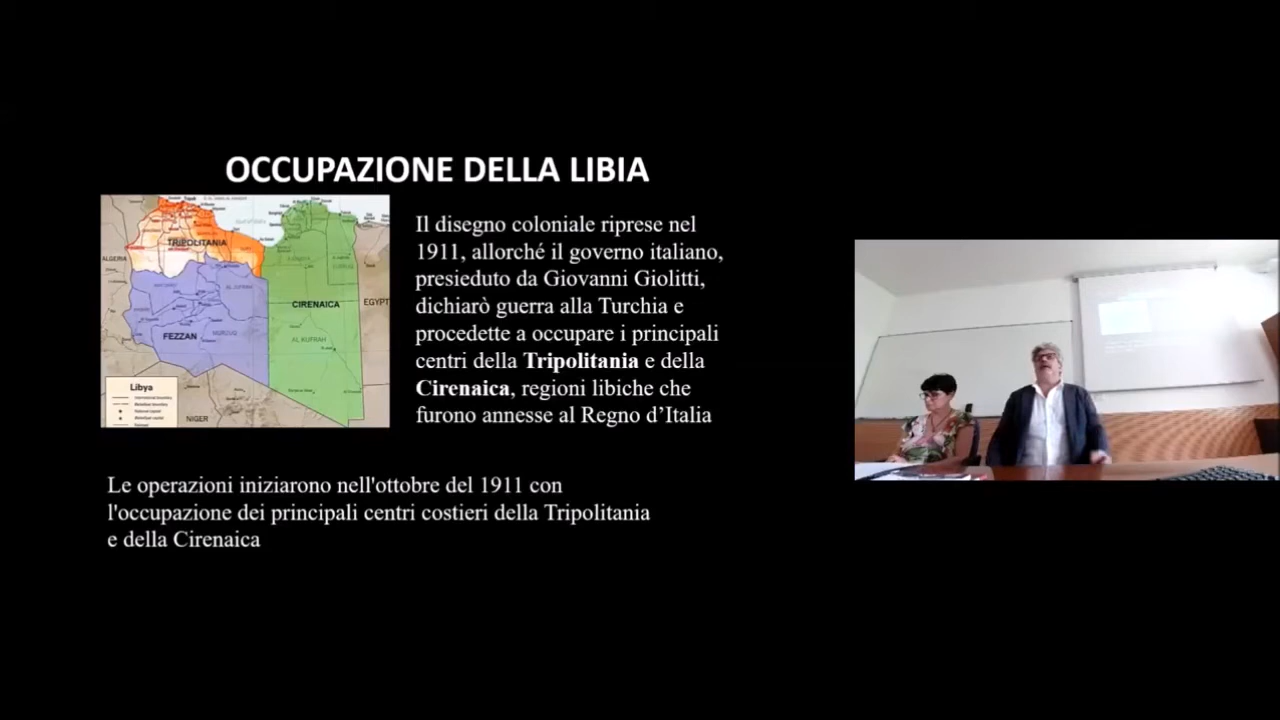 OCCUPAZIONE DELLA LIBIA
Il disegno coloniale riprese nel
1911, allorché il governo italiano,
presieduto da Giovanni Giolitti,
dichiarò guerra alla Turchia e
procedette a occupare i principali
centri della Tripolitania e della
Cirenaica, regioni libiche che
furono annesse al Regno d'Italia
TRIPOLITANIA
ALGERIA
CIRENAICA
EGYPT
FEZZAN
AL KUFRAH
Libya
NIGER
Le operazioni iniziarono nell'ottobre del 1911 con
l'occupazione dei principali centri costieri della Tripolitania
e della Cirenaica